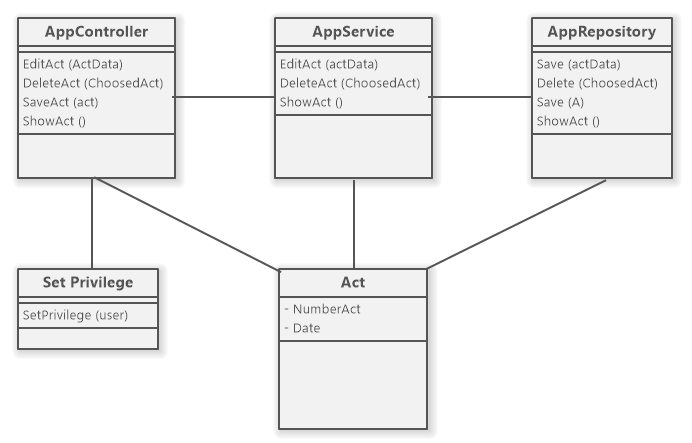 AppController
EditAct (ActData)
DeleteAct (ChoosedAct)
SaveAct (act)
ShowAct ()
AppService
EditAct (actData)
DeleteAct (ChoosedAct)
ShowAct ()
AppRepository
Save (actData)
Delete (ChoosedAct)
Save (A)
ShowAct ()
Set Privilege
SetPrivilege (user)
Act
- NumberAct
- Date